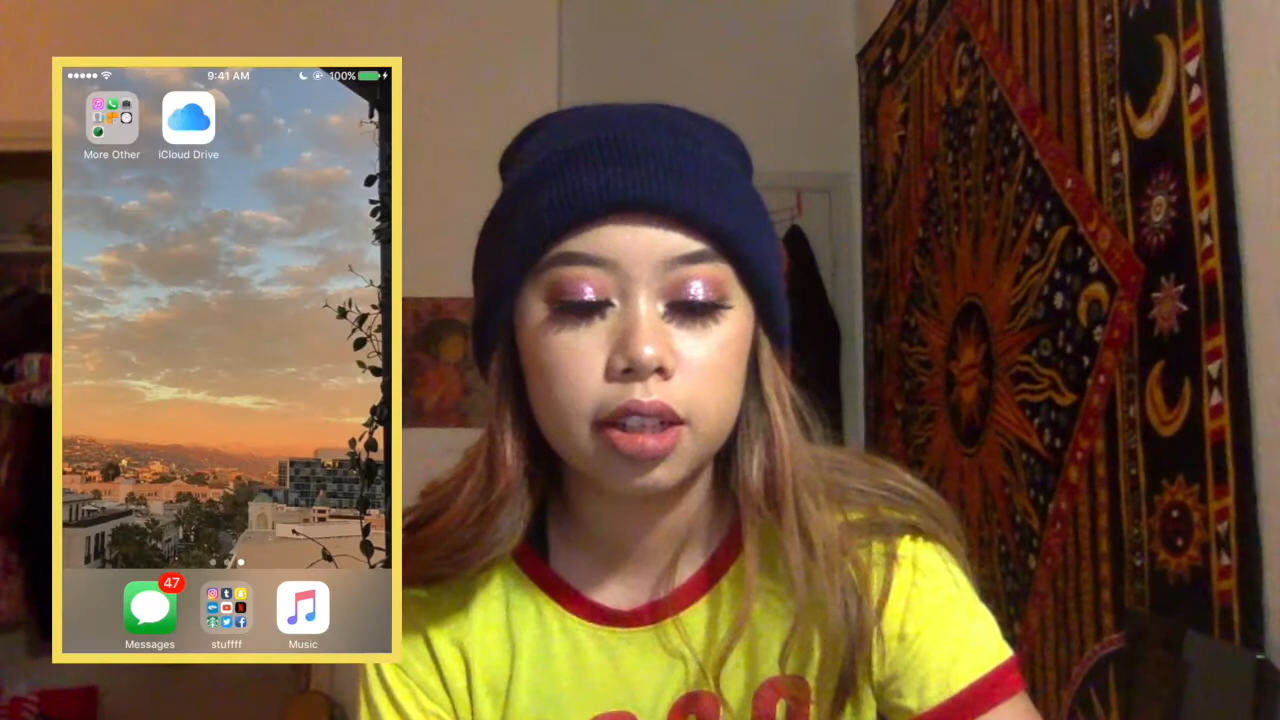 9:41 AM
100%
More Other
iCloud Drive
47
Messages
stuffff
Music